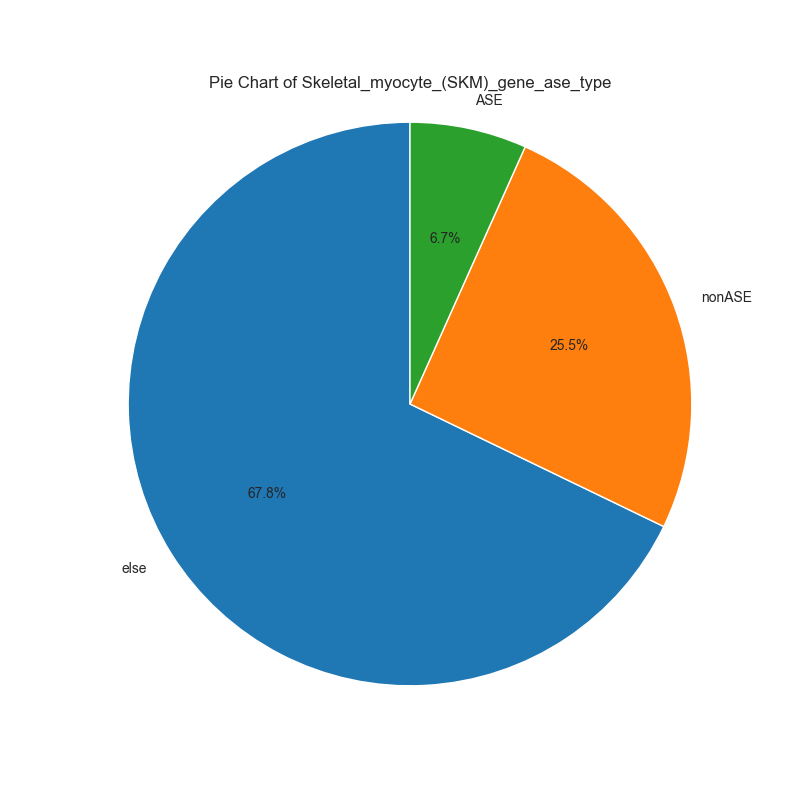 Pie Chart of Skeletal_myocyte_(SKM)_gene_ase_type
ASE
6.7%
nonASE
25.5%
67.8%
else